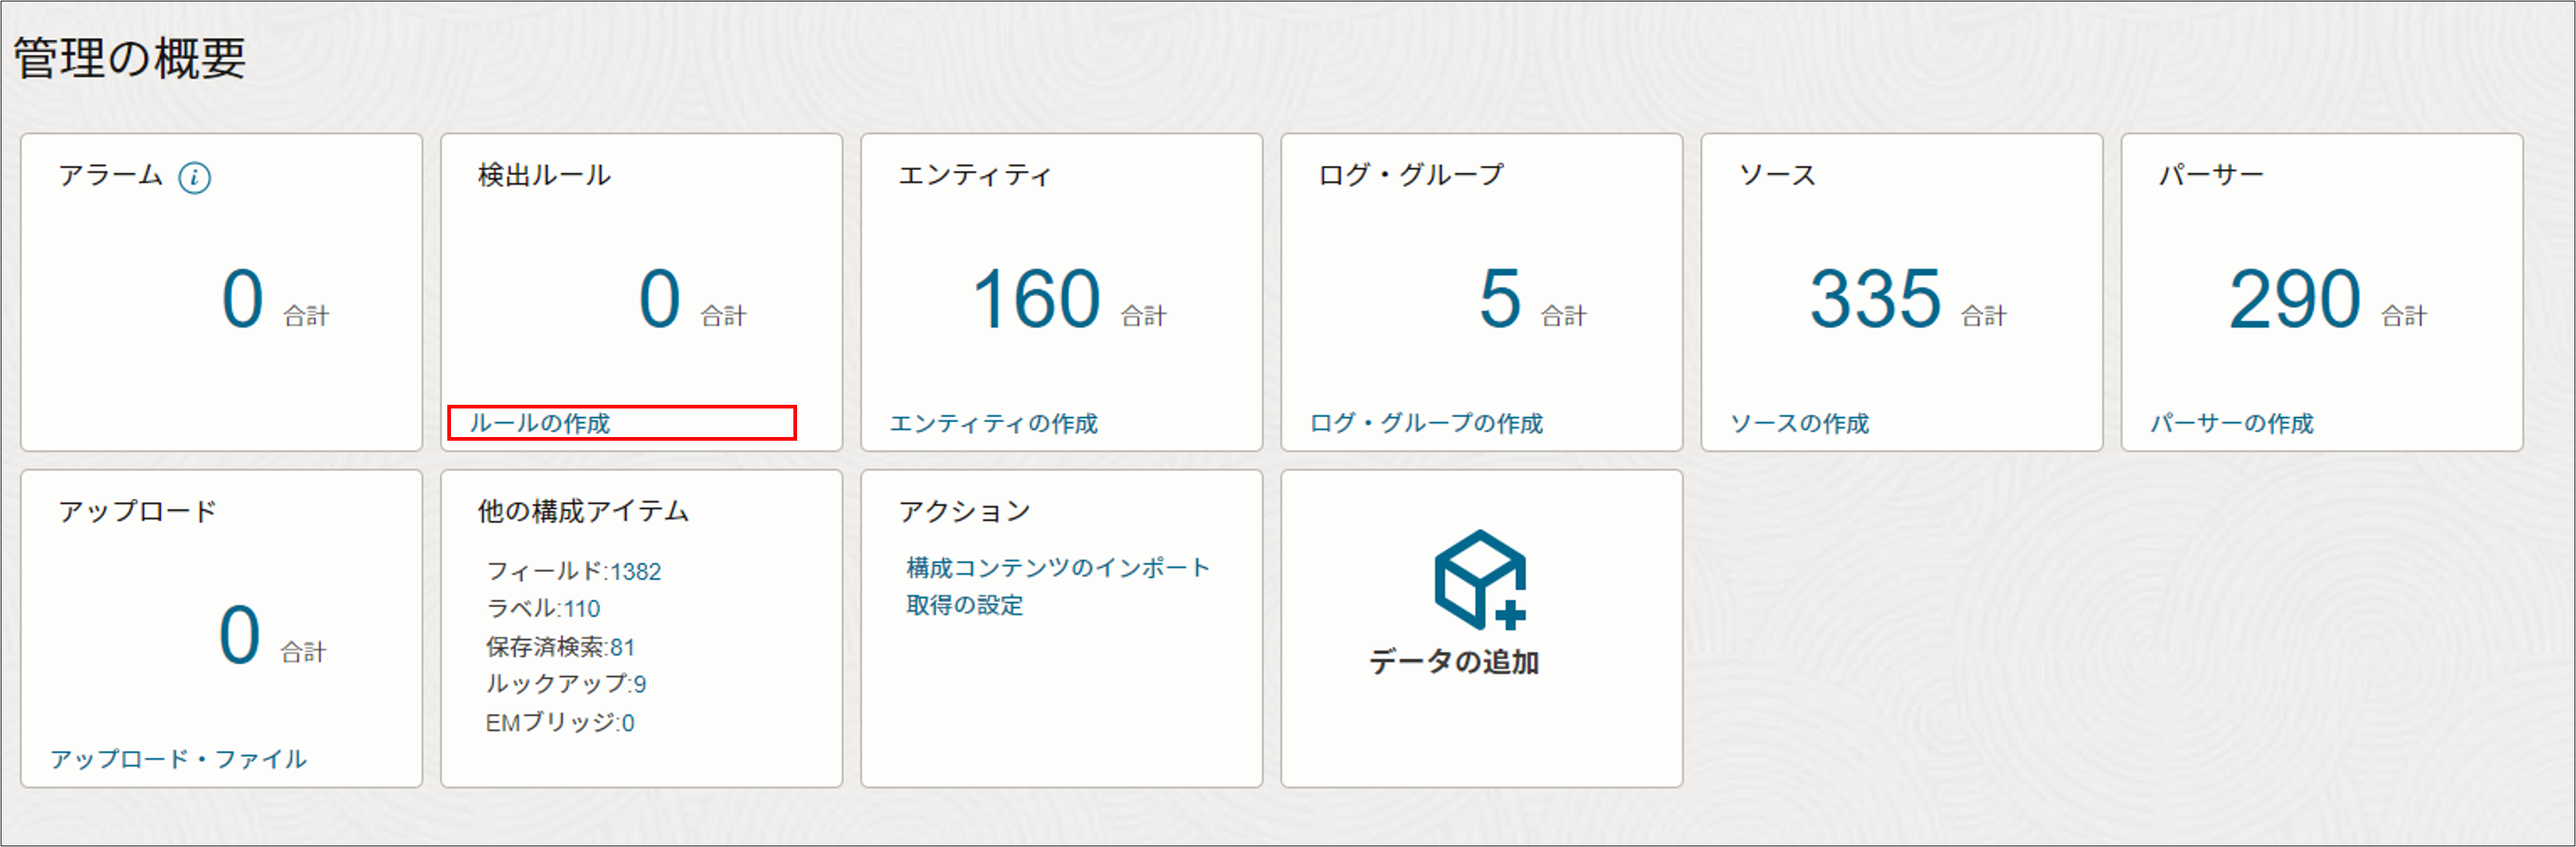 管理の概要
アラーム i
0 合計
検出ルール
0 合計
ルールの作成
エンティティ
160 合計
エンティティの作成
ログ・グループ
5 合計
ログ・グループの作成
ソース
335 合計
ソースの作成
パーサー
290 合計
パーサーの作成
アップロード
0 合計
アップロード・ファイル
他の構成アイテム
フィールド:1382
ラベル:110
保存済検索:81
ルックアップ:9
EMブリッジ:0
アクション
構成コンテンツのインポート
取得の設定
データの追加